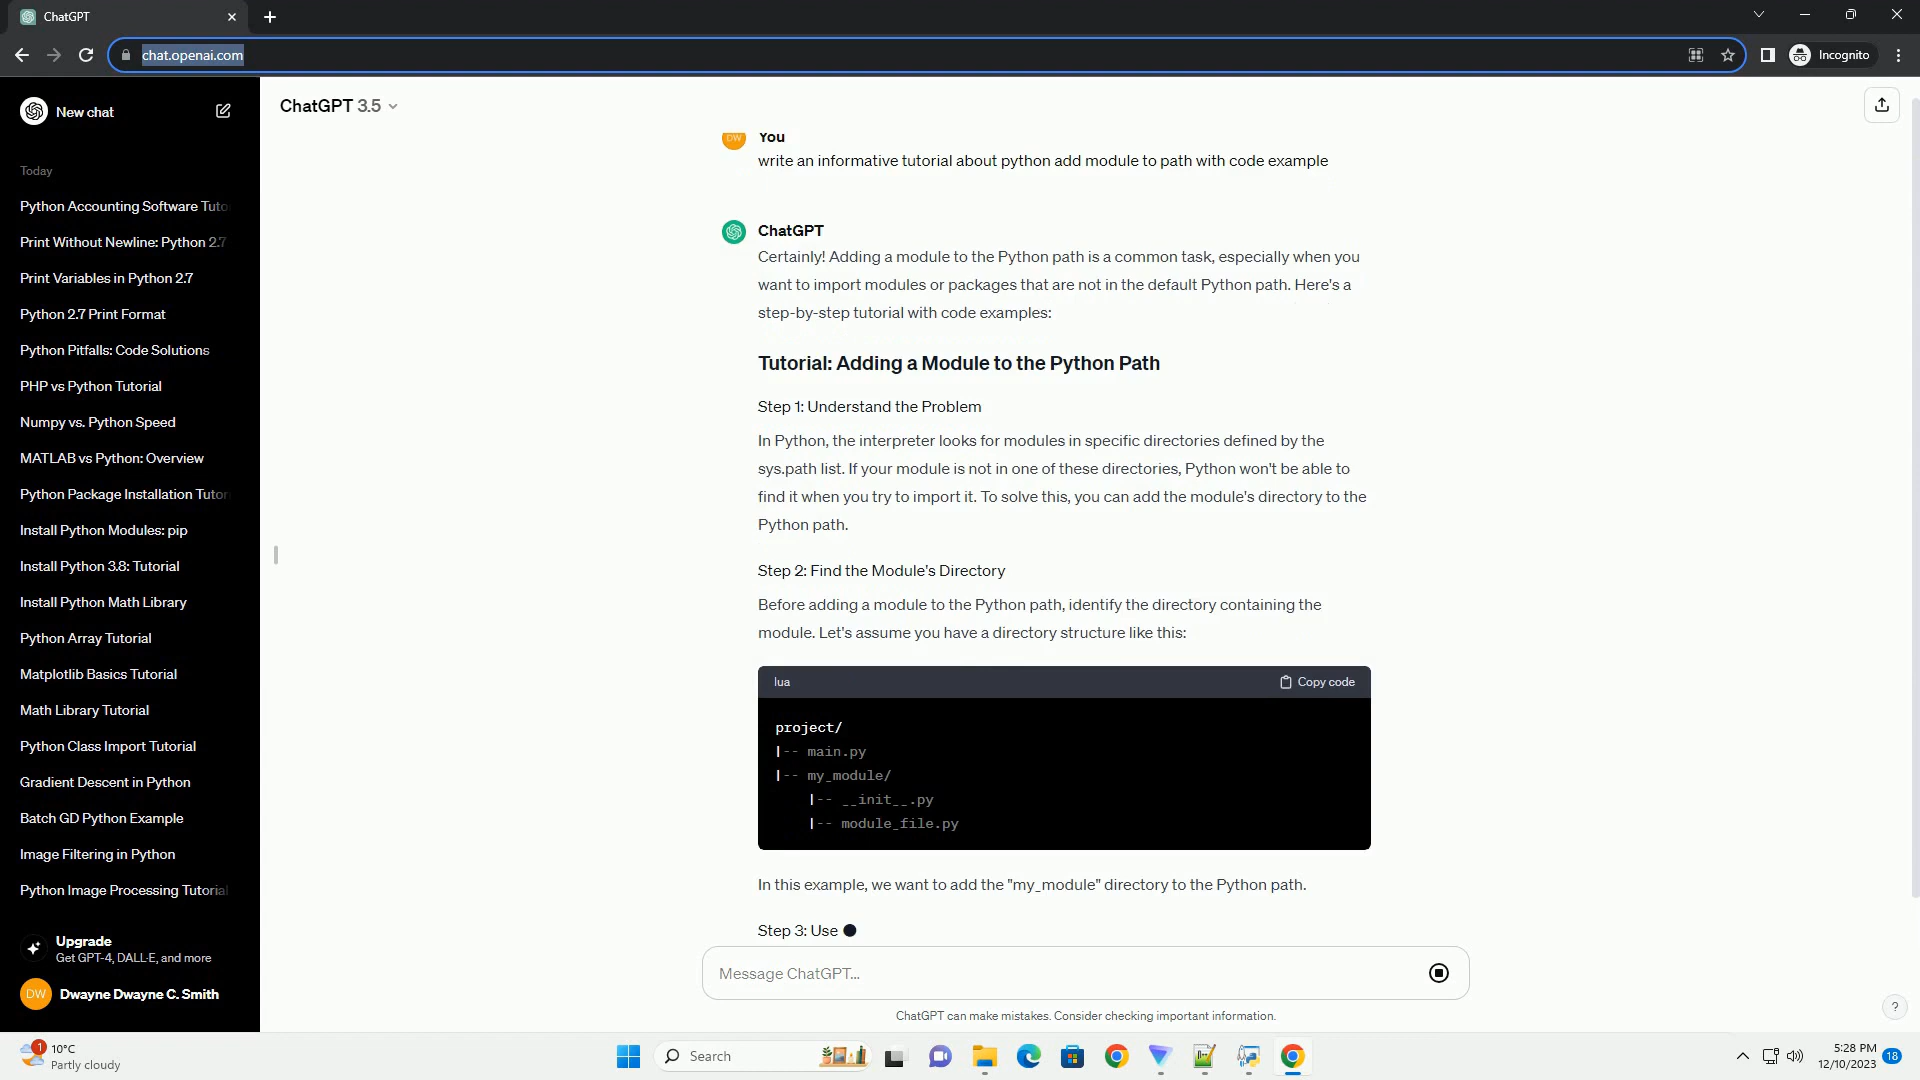 ChatGPT
chat.openai.com
Incognito
New chat
Today
Python Accounting Software Tuto
Print Without Newline: Python 2.7
Print Variables in Python 2.7
Python 2.7 Print Format
Python Pitfalls: Code Solutions
PHP vs Python Tutorial
Numpy vs. Python Speed
MATLAB vs Python: Overview
Python Package Installation Tutor
Install Python Modules: pip
Install Python 3.8: Tutorial
Install Python Math Library
Python Array Tutorial
Matplotlib Basics Tutorial
Math Library Tutorial
Python Class Import Tutorial
Gradient Descent in Python
Batch GD Python Example
Image Filtering in Python
Python Image Processing Tutorial
Upgrade
Get GPT-4, DALL·E, and more
DW
Dwayne Dwayne C. Smith
ChatGPT 3.5
DW
You
write an informative tutorial about python add module to path with code example
ChatGPT
Certainly! Adding a module to the Python path is a common task, especially when you
want to import modules or packages that are not in the default Python path. Here's a
step-by-step tutorial with code examples:
Tutorial: Adding a Module to the Python Path
Step 1: Understand the Problem
In Python, the interpreter looks for modules in specific directories defined by the
sys.path list. If your module is not in one of these directories, Python won't be able to
find it when you try to import it. To solve this, you can add the module's directory to the
Python path.
Step 2: Find the Module's Directory
Before adding a module to the Python path, identify the directory containing the
module. Let's assume you have a directory structure like this:
lua
Copy code
project/
|-- main.py
|-- my_module/
|-- __init__.py
|-- module_file.py
In this example, we want to add the "my_module" directory to the Python path.
Step 3: Use
Message ChatGPT...
ChatGPT can make mistakes. Consider checking important information.
?
1
10°C
Partly cloudy
Search
5:28 PM
12/10/2023
18